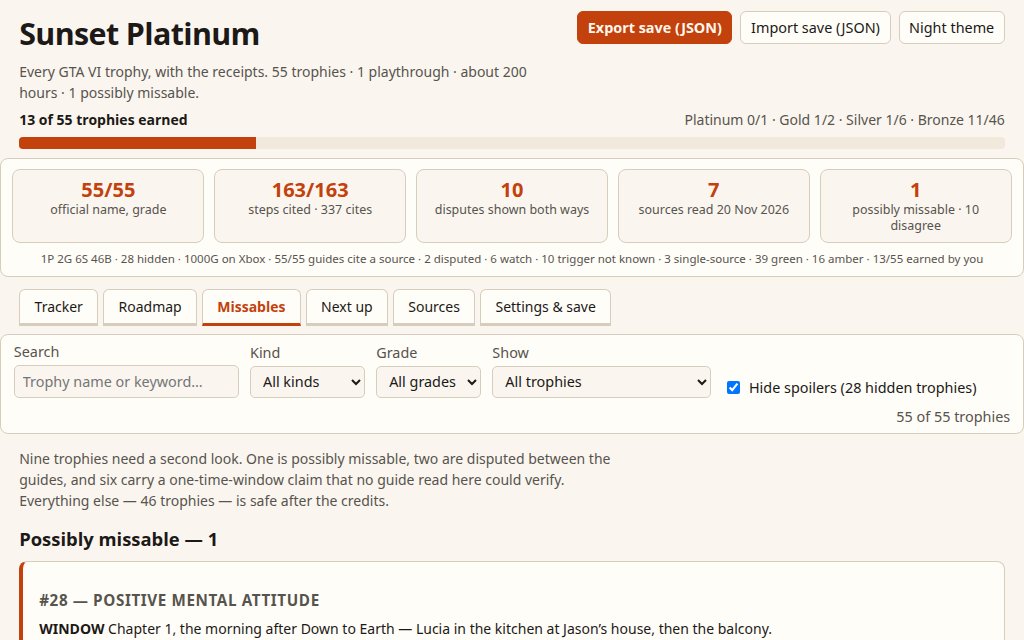 Sunset Platinum
Export save (JSON)
Import save (JSON)
Night theme
Every GTA VI trophy, with the receipts. 55 trophies · 1 playthrough · about 200
hours · 1 possibly missable.
13 of 55 trophies earned
Platinum 0/1 · Gold 1/2 · Silver 1/6 · Bronze 11/46
55/55
official name, grade
163/163
steps cited · 337 cites
10
disputes shown both ways
7
sources read 20 Nov 2026
1
possibly missable · 10
disagree
1P 2G 6S 46B · 28 hidden · 1000G on Xbox · 55/55 guides cite a source · 2 disputed · 6 watch · 10 trigger not known · 3 single-source · 39 green · 16 amber · 13/55 earned by you
Tracker
Roadmap
Missables
Next up
Sources
Settings & save
Search
Kind
Grade
Show
Trophy name or keyword...
All kinds
All grades
All trophies
Hide spoilers (28 hidden trophies)
55 of 55 trophies
Nine trophies need a second look. One is possibly missable, two are disputed between the
guides, and six carry a one-time-window claim that no guide read here could verify.
Everything else — 46 trophies — is safe after the credits.
Possibly missable — 1
#28 — POSITIVE MENTAL ATTITUDE
WINDOW Chapter 1, the morning after Down to Earth — Lucia in the kitchen at Jason's house, then the balcony.